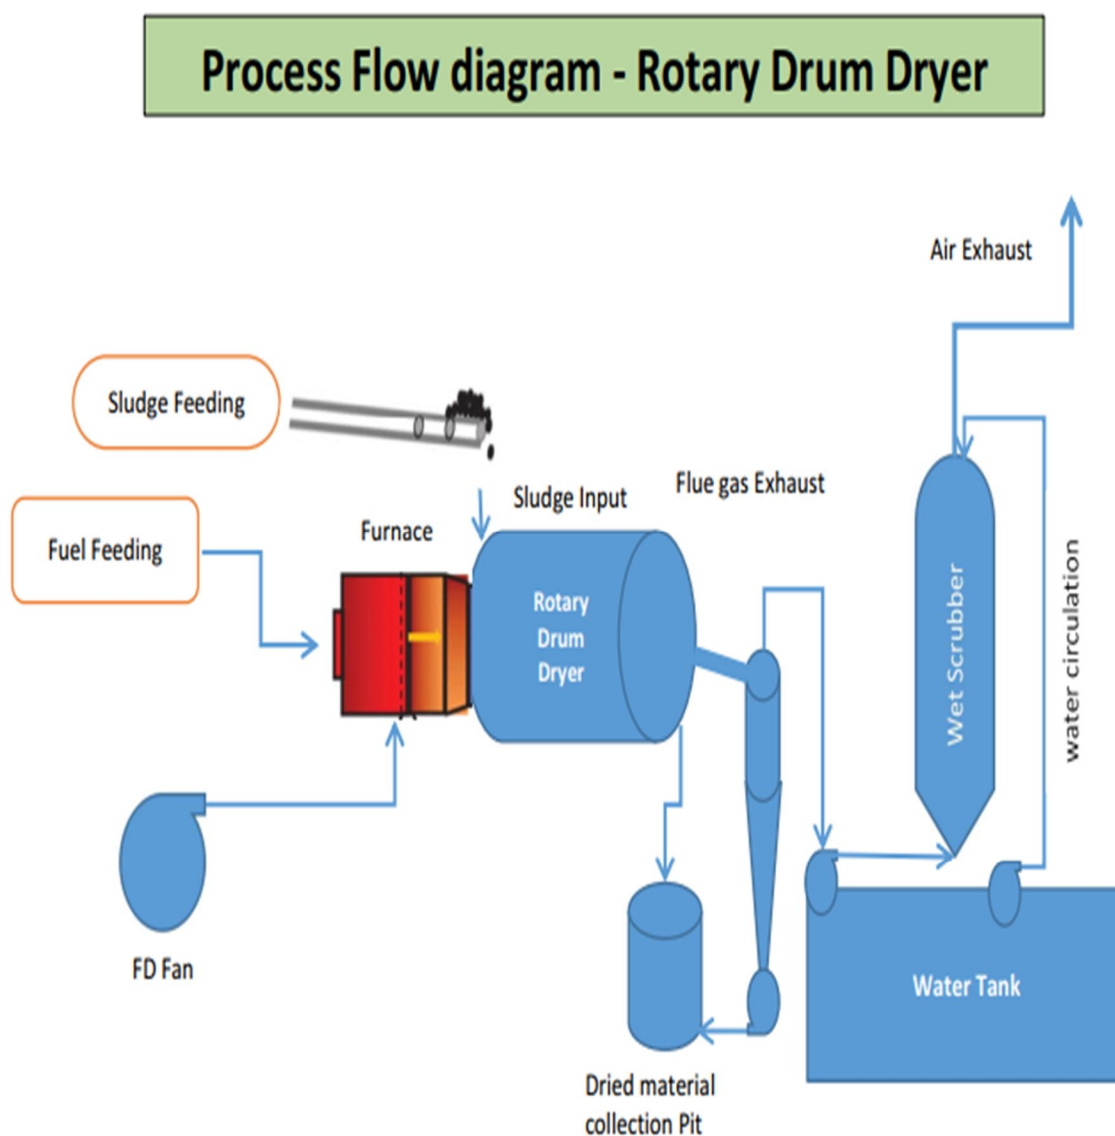 Process Flow diagram - Rotary Drum Dryer
Air Exhaust
Sludge Feeding
Flue gas Exhaust
Sludge Input
Furnace
Fuel Feeding
Rotary
Drum
Dryer
Wet Scrubber
water circulation
FD Fan
Water Tank
Dried material
collection Pit